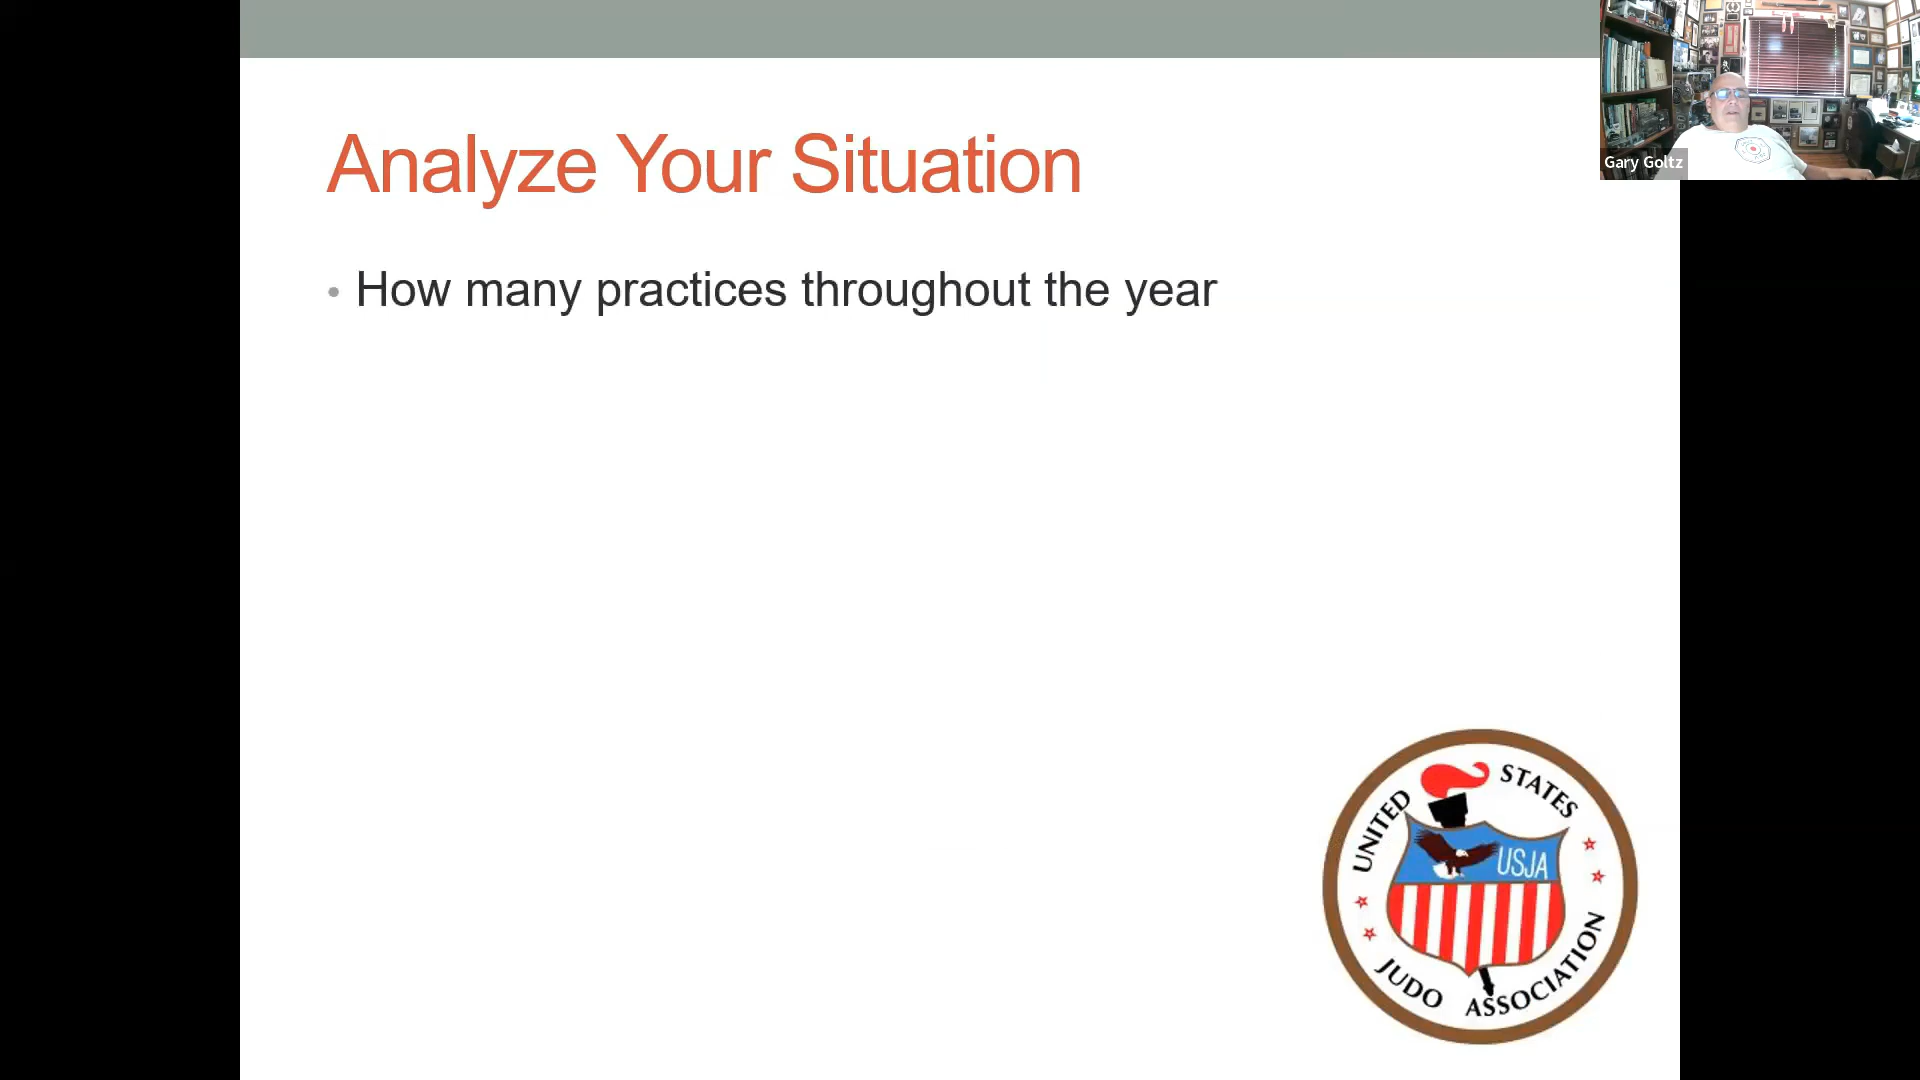 Analyze Your Situation
• How many practices throughout the year
Gary Goltz
UNITED STATES
USJA
JUDO ASSOCIATION